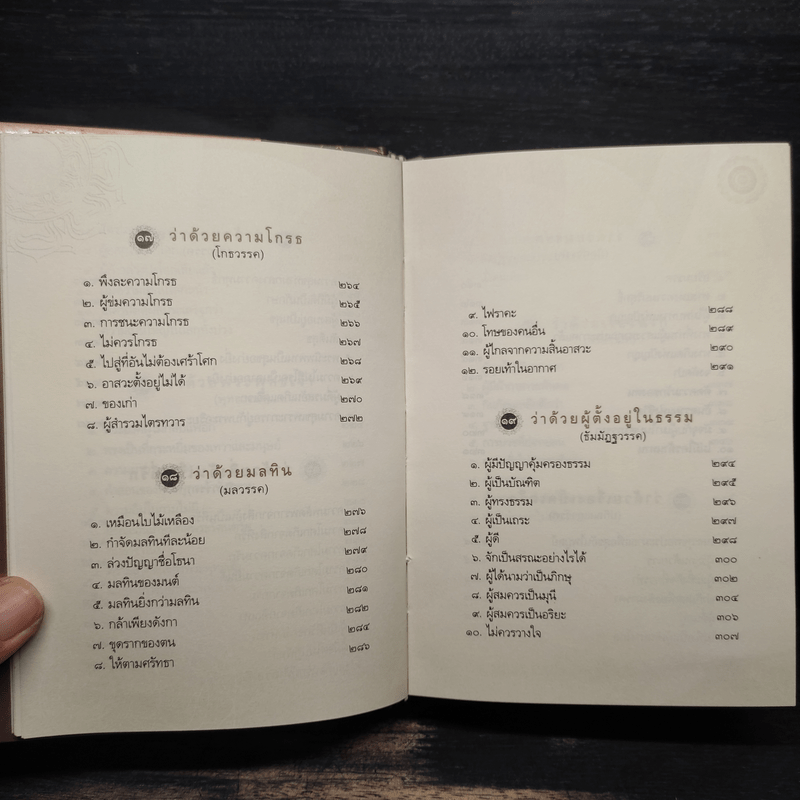 ๑๗ ว่าด้วยความโกรธ
(โกธวรรค)
๑. พึงละความโกรธ ๒๖๔
๒. ผู้ข่มความโกรธ ๒๖๕
๓. การชนะความโกรธ ๒๖๖
๔. ไม่ควรโกรธ ๒๖๗
๕. ไปสู่ที่อันไม่ต้องเศร้าโศก ๒๖๘
๖. อาสวะตั้งอยู่ไม่ได้ ๒๖๙
๗. ของเก่า ๒๗๐
๘. ผู้สำรวมไตรทวาร ๒๗๒
๑๘ ว่าด้วยมลทิน
(มลวรรค)
๑. เหมือนใบไม้เหลือง ๒๗๖
๒. กำจัดมลทินทีละน้อย ๒๗๘
๓. ล่วงปัญญาชื่อโธนา ๒๗๙
๔. มลทินของมนต์ ๒๘๐
๕. มลทินยิ่งกว่ามลทิน ๒๘๑
๖. กล้าเพียงดังกา ๒๘๒
๗. ขุดรากของตน ๒๘๔
๘. ให้ตามศรัทธา ๒๘๖
๙. ไฟราคะ ๒๘๘
๑๐. โทษของคนอื่น ๒๘๙
๑๑. ผู้ไกลจากความสิ้นอาสวะ ๒๙๐
๑๒. รอยเท้าในอากาศ ๒๙๑
๑๙ ว่าด้วยผู้ตั้งอยู่ในธรรม
(ธัมมัฏฐวรรค)
๑. ผู้มีปัญญาคุ้มครองธรรม ๒๙๔
๒. ผู้เป็นบัณฑิต ๒๙๕
๓. ผู้ทรงธรรม ๒๙๖
๔. ผู้เป็นเถระ ๒๙๗
๕. ผู้ดี ๒๙๘
๖. จักเป็นสรณะอย่างไรได้ ๓๐๐
๗. ผู้ได้นามว่าเป็นภิกษุ ๓๐๒
๘. ผู้สมควรเป็นมุนี ๓๐๔
๙. ผู้สมควรเป็นอริยะ ๓๐๖
๑๐. ไม่ควรวางใจ ๓๐๗